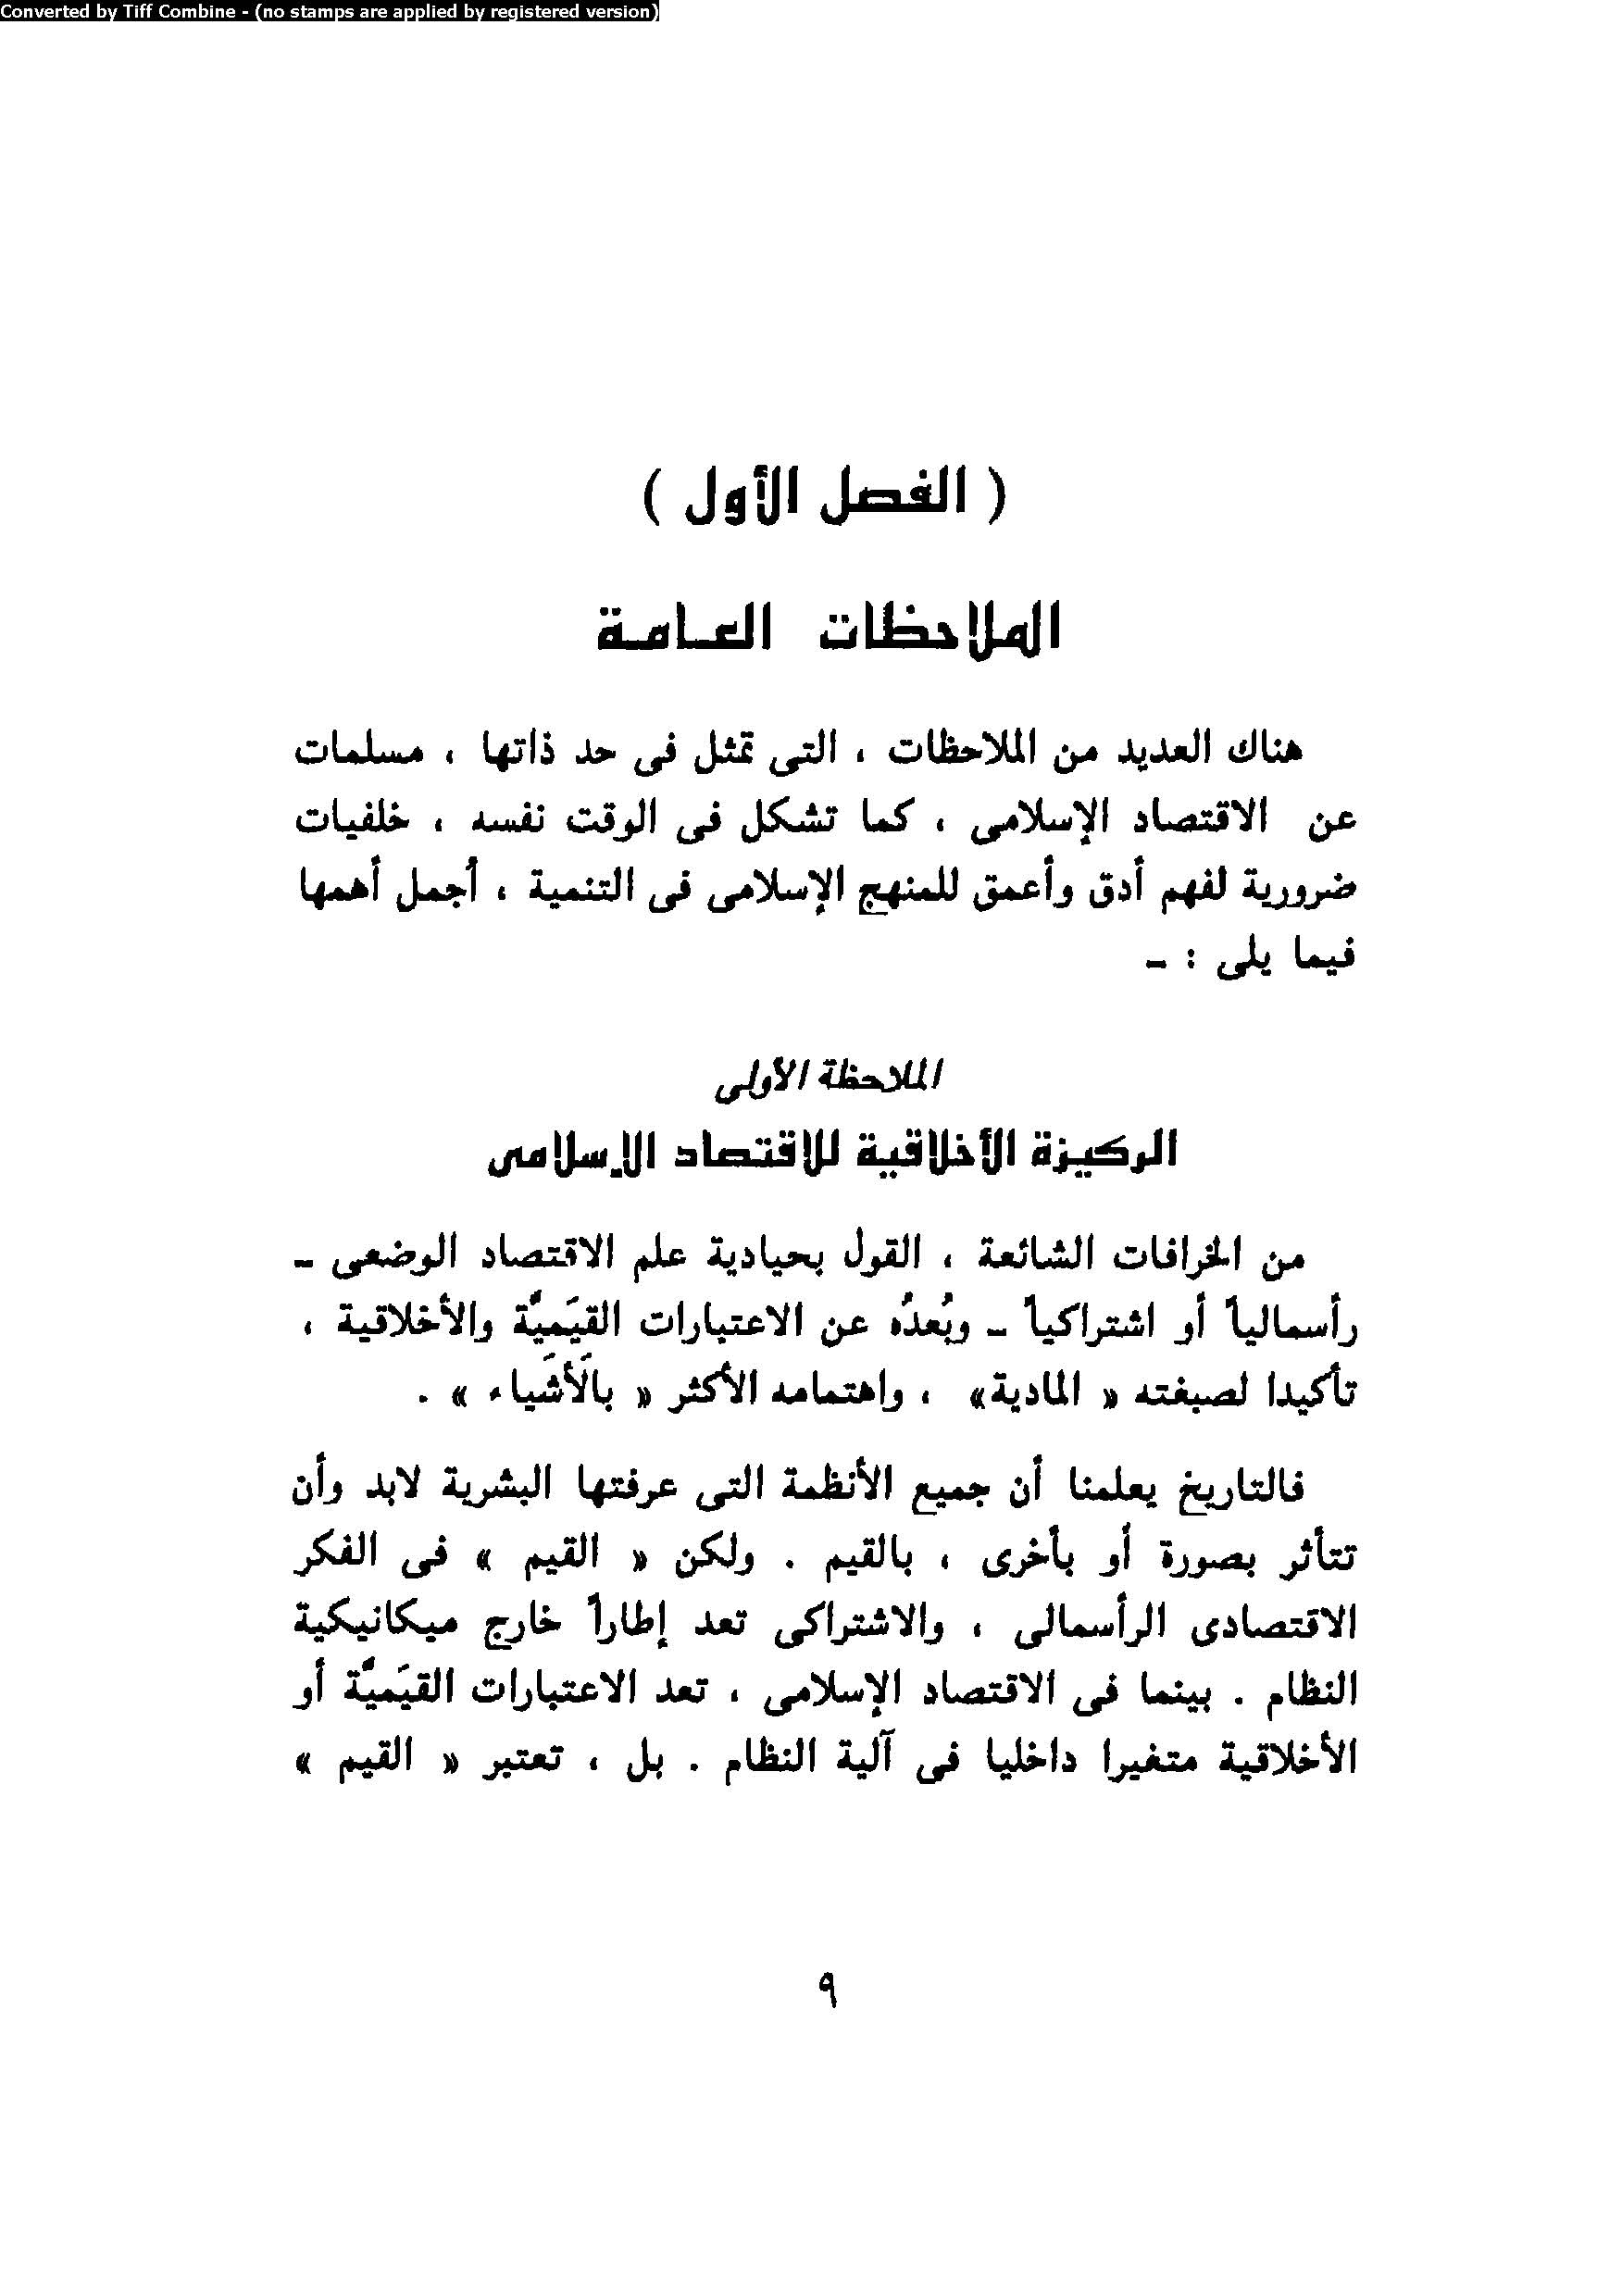 Converted by Tiff Combine - (no stamps are applied by registered version)
( الفصل الأول )
الملاحظات العامة
هناك العديد من الملاحظات ، التى تمثل فى حد ذاتها ، مسلمات
عن الاقتصاد الإسلامى ، كما تشكل فى الوقت نفسه ، خلفيات
ضرورية لفهم أدق وأعمق للمنهج الإسلامى فى التنمية ، أجمل أهمها
فيما يلى : -
الملاحظة الأولى
الركيزة الأخلاقية للاقتصاد الإسلامى
من الخرافات الشائعة ، القول بحيادية علم الاقتصاد الوضعى -
رأسمالياً أو اشتراكياً - وبُعدُه عن الاعتبارات القيَميَّة والأخلاقية ،
تأكيدا لصبغته « المادية» ، واهتمامه الأكثر « بالَأشَياء » .
فالتاريخ يعلمنا أن جميع الأنظمة التى عرفتها البشرية لابد وأن
تتأثر بصورة أو بأخرى ، بالقيم . ولكن « القيم » فى الفكر
الاقتصادى الرأسمالى ، والاشتراكى تعد إطاراً خارج ميكانيكية
النظام . بينما فى الاقتصاد الإسلامى ، تعد الاعتبارات القيَميَّة أو
الأخلاقية متغيرا داخليا فى آلية النظام . بل ، تعتبر « القيم »
٩